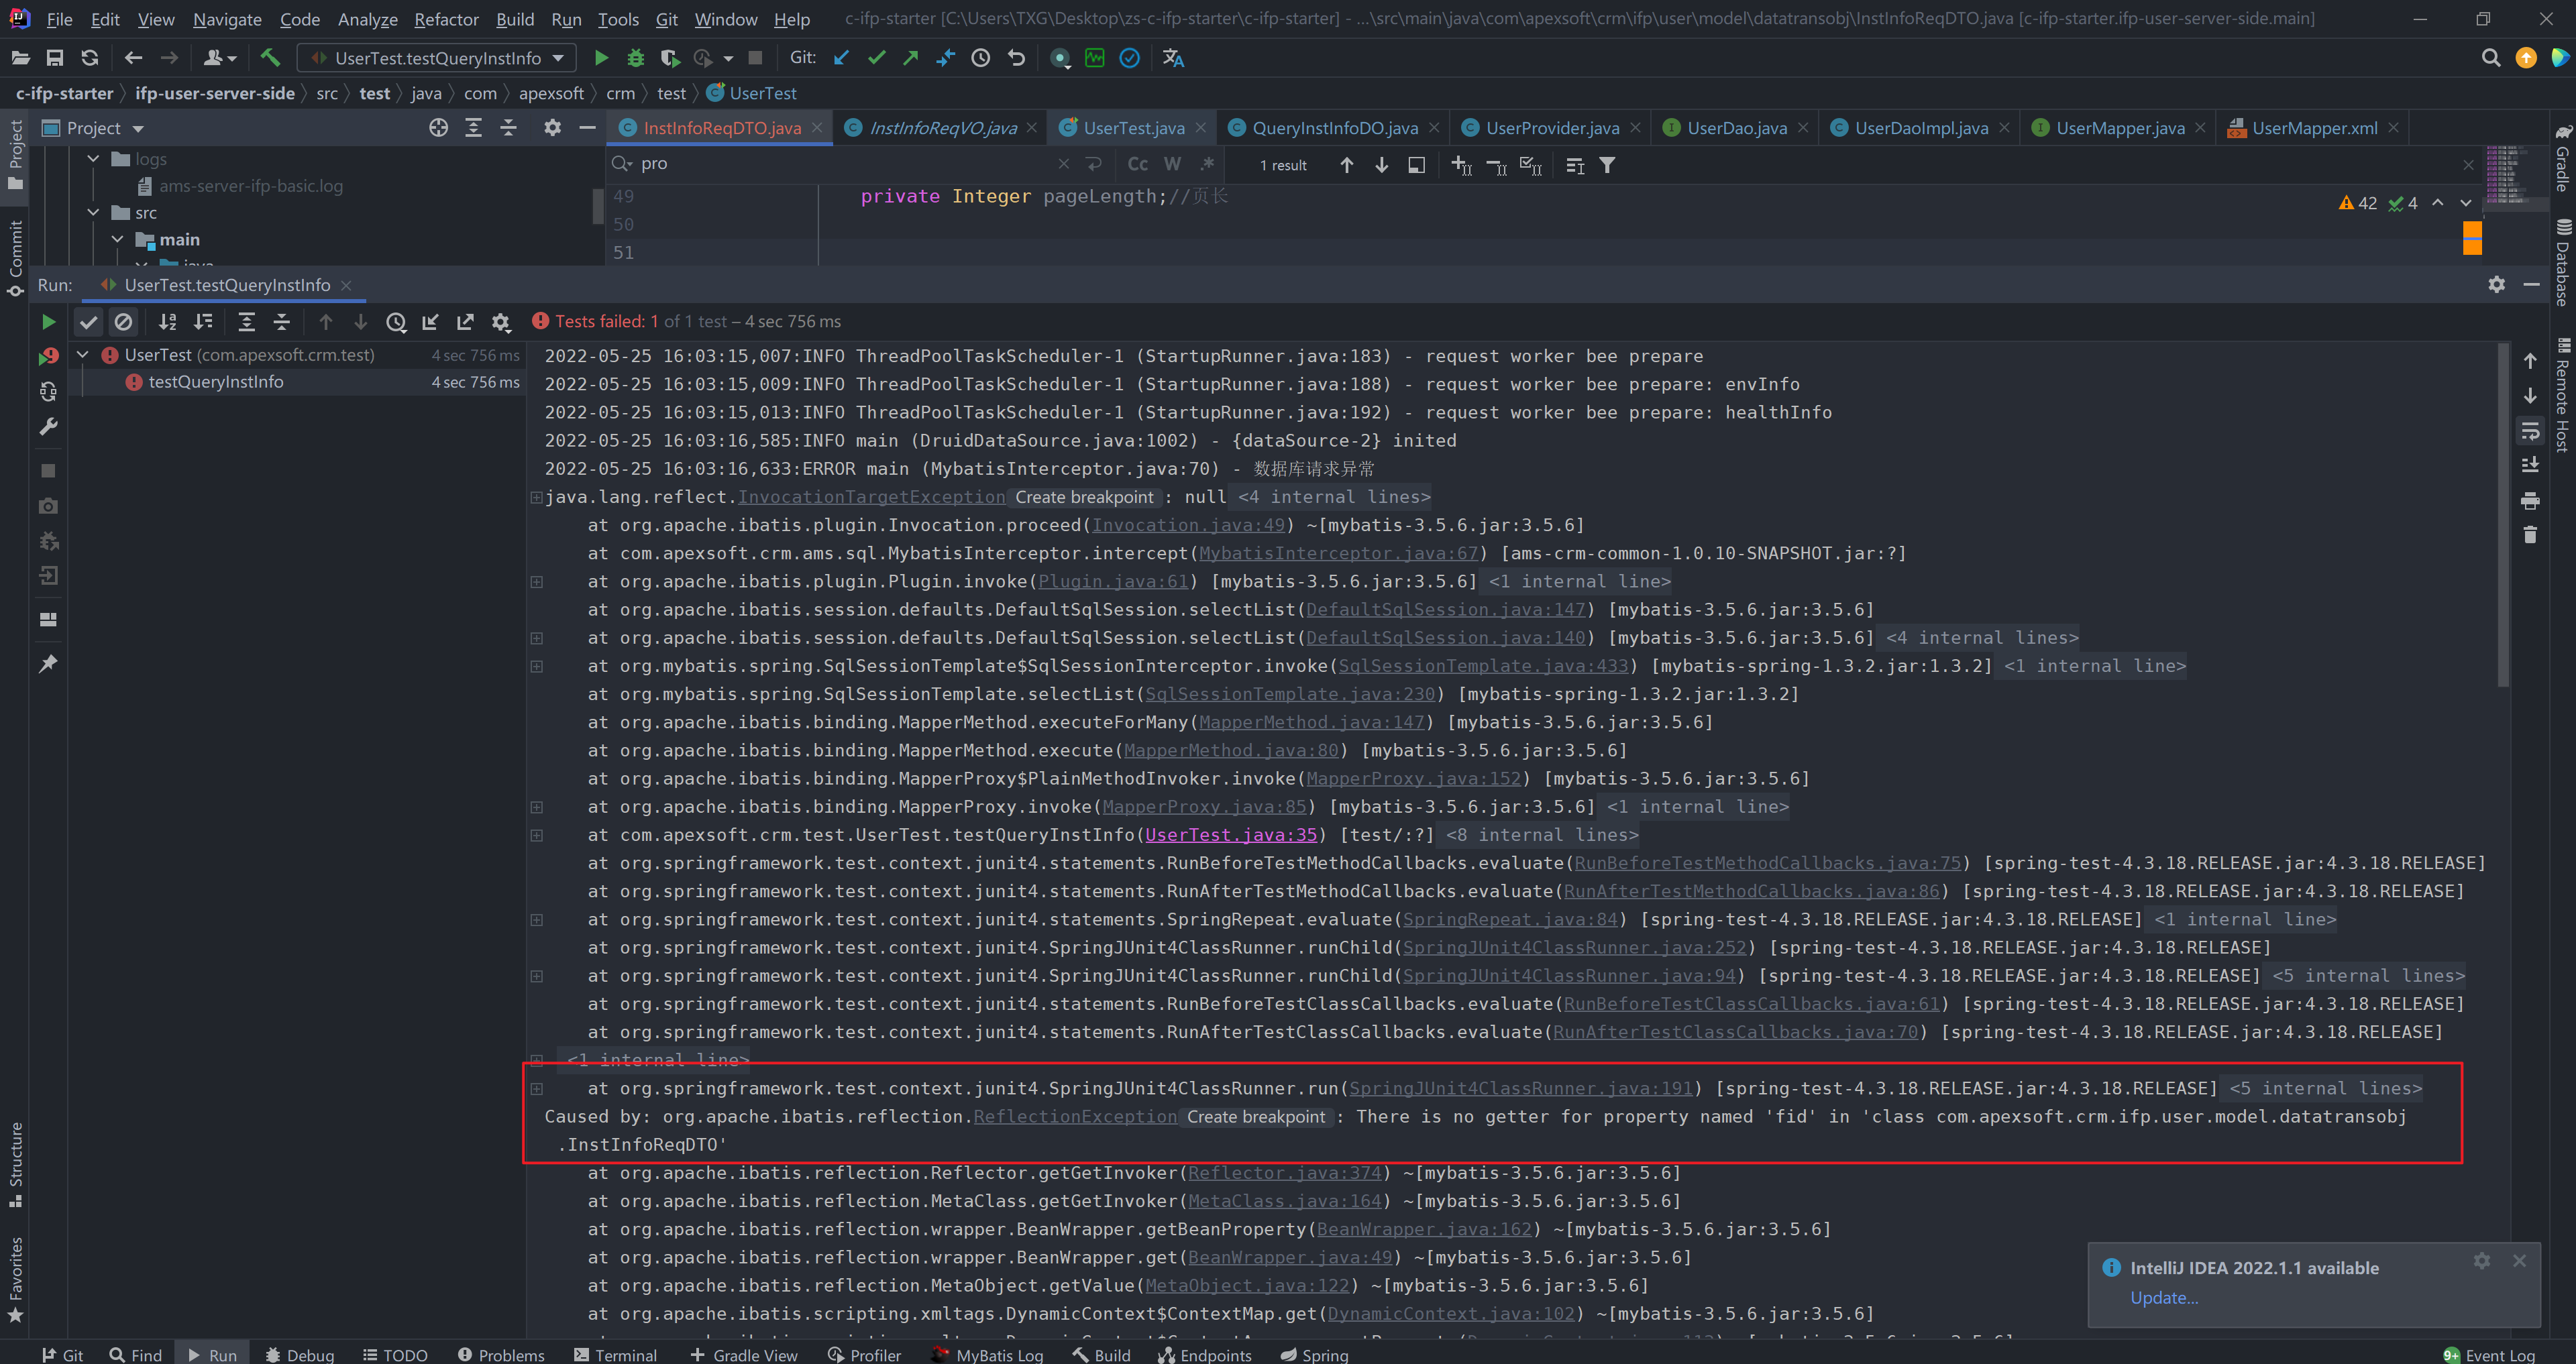 File Edit View Navigate Code Analyze Refactor Build Run Tools Git Window Help c-ifp-starter [C:\Users\TXG\Desktop\zs-c-ifp-starter\c-ifp-starter] - ...\src\main\java\com\apexsoft\crm\ifp\user\model\datatransobj\InstInfoReqDTO.java [c-ifp-starter.ifp-user-server-side.main]
UserTest.testQueryInstInfo Git:
c-ifp-starter ifp-user-server-side src test java com apexsoft crm test UserTest
Project InstInfoReqDTO.java InstInfoReqVO.java UserTest.java QueryInstInfoDO.java UserProvider.java UserDao.java UserDaoImpl.java UserMapper.java UserMapper.xml
logs
ams-server-ifp-basic.log
src
main
java
pro Cc W .* 1 result
49 private Integer pageLength;//页长
50
51
42 4
Project
Commit
Structure
Favorites
Gradle
Database
Remote Host
Run: UserTest.testQueryInstInfo
Tests failed: 1 of 1 test – 4 sec 756 ms
UserTest (com.apexsoft.crm.test) 4 sec 756 ms
testQueryInstInfo 4 sec 756 ms
2022-05-25 16:03:15,007:INFO ThreadPoolTaskScheduler-1 (StartupRunner.java:183) - request worker bee prepare
2022-05-25 16:03:15,009:INFO ThreadPoolTaskScheduler-1 (StartupRunner.java:188) - request worker bee prepare: envInfo
2022-05-25 16:03:15,013:INFO ThreadPoolTaskScheduler-1 (StartupRunner.java:192) - request worker bee prepare: healthInfo
2022-05-25 16:03:16,585:INFO main (DruidDataSource.java:1002) - {dataSource-2} inited
2022-05-25 16:03:16,633:ERROR main (MybatisInterceptor.java:70) - 数据库请求异常
java.lang.reflect.InvocationTargetException Create breakpoint : null <4 internal lines>
at org.apache.ibatis.plugin.Invocation.proceed(Invocation.java:49) ~[mybatis-3.5.6.jar:3.5.6]
at com.apexsoft.crm.ams.sql.MybatisInterceptor.intercept(MybatisInterceptor.java:67) [ams-crm-common-1.0.10-SNAPSHOT.jar:?]
at org.apache.ibatis.plugin.Plugin.invoke(Plugin.java:61) [mybatis-3.5.6.jar:3.5.6] <1 internal line>
at org.apache.ibatis.session.defaults.DefaultSqlSession.selectList(DefaultSqlSession.java:147) [mybatis-3.5.6.jar:3.5.6]
at org.apache.ibatis.session.defaults.DefaultSqlSession.selectList(DefaultSqlSession.java:140) [mybatis-3.5.6.jar:3.5.6] <4 internal lines>
at org.mybatis.spring.SqlSessionTemplate$SqlSessionInterceptor.invoke(SqlSessionTemplate.java:433) [mybatis-spring-1.3.2.jar:1.3.2] <1 internal line>
at org.mybatis.spring.SqlSessionTemplate.selectList(SqlSessionTemplate.java:230) [mybatis-spring-1.3.2.jar:1.3.2]
at org.apache.ibatis.binding.MapperMethod.executeForMany(MapperMethod.java:147) [mybatis-3.5.6.jar:3.5.6]
at org.apache.ibatis.binding.MapperMethod.execute(MapperMethod.java:80) [mybatis-3.5.6.jar:3.5.6]
at org.apache.ibatis.binding.MapperProxy$PlainMethodInvoker.invoke(MapperProxy.java:152) [mybatis-3.5.6.jar:3.5.6]
at org.apache.ibatis.binding.MapperProxy.invoke(MapperProxy.java:85) [mybatis-3.5.6.jar:3.5.6] <1 internal line>
at com.apexsoft.crm.test.UserTest.testQueryInstInfo(UserTest.java:35) [test/:?] <8 internal lines>
at org.springframework.test.context.junit4.statements.RunBeforeTestMethodCallbacks.evaluate(RunBeforeTestMethodCallbacks.java:75) [spring-test-4.3.18.RELEASE.jar:4.3.18.RELEASE]
at org.springframework.test.context.junit4.statements.RunAfterTestMethodCallbacks.evaluate(RunAfterTestMethodCallbacks.java:86) [spring-test-4.3.18.RELEASE.jar:4.3.18.RELEASE]
at org.springframework.test.context.junit4.statements.SpringRepeat.evaluate(SpringRepeat.java:84) [spring-test-4.3.18.RELEASE.jar:4.3.18.RELEASE] <1 internal line>
at org.springframework.test.context.junit4.SpringJUnit4ClassRunner.runChild(SpringJUnit4ClassRunner.java:252) [spring-test-4.3.18.RELEASE.jar:4.3.18.RELEASE]
at org.springframework.test.context.junit4.SpringJUnit4ClassRunner.runChild(SpringJUnit4ClassRunner.java:94) [spring-test-4.3.18.RELEASE.jar:4.3.18.RELEASE] <5 internal lines>
at org.springframework.test.context.junit4.statements.RunBeforeTestClassCallbacks.evaluate(RunBeforeTestClassCallbacks.java:61) [spring-test-4.3.18.RELEASE.jar:4.3.18.RELEASE]
at org.springframework.test.context.junit4.statements.RunAfterTestClassCallbacks.evaluate(RunAfterTestClassCallbacks.java:70) [spring-test-4.3.18.RELEASE.jar:4.3.18.RELEASE]
<1 internal line>
at org.springframework.test.context.junit4.SpringJUnit4ClassRunner.run(SpringJUnit4ClassRunner.java:191) [spring-test-4.3.18.RELEASE.jar:4.3.18.RELEASE] <5 internal lines>
Caused by: org.apache.ibatis.reflection.ReflectionException Create breakpoint : There is no getter for property named 'fid' in 'class com.apexsoft.crm.ifp.user.model.datatransobj
.InstInfoReqDTO'
at org.apache.ibatis.reflection.Reflector.getGetInvoker(Reflector.java:374) ~[mybatis-3.5.6.jar:3.5.6]
at org.apache.ibatis.reflection.MetaClass.getGetInvoker(MetaClass.java:164) ~[mybatis-3.5.6.jar:3.5.6]
at org.apache.ibatis.reflection.wrapper.BeanWrapper.getBeanProperty(BeanWrapper.java:162) ~[mybatis-3.5.6.jar:3.5.6]
at org.apache.ibatis.reflection.wrapper.BeanWrapper.get(BeanWrapper.java:49) ~[mybatis-3.5.6.jar:3.5.6]
at org.apache.ibatis.reflection.MetaObject.getValue(MetaObject.java:122) ~[mybatis-3.5.6.jar:3.5.6]
at org.apache.ibatis.scripting.xmltags.DynamicContext$ContextMap.get(DynamicContext.java:102) ~[mybatis-3.5.6.jar:3.5.6]
IntelliJ IDEA 2022.1.1 available
Update...
Git Find Run Debug TODO Problems Terminal Gradle View Profiler MyBatis Log Build Endpoints Spring 9+ Event Log